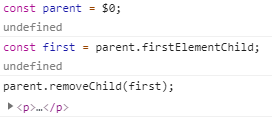 const parent = $0;
undefined
const first = parent.firstElementChild;
undefined
parent.removeChild(first);
▶<p>…</p>